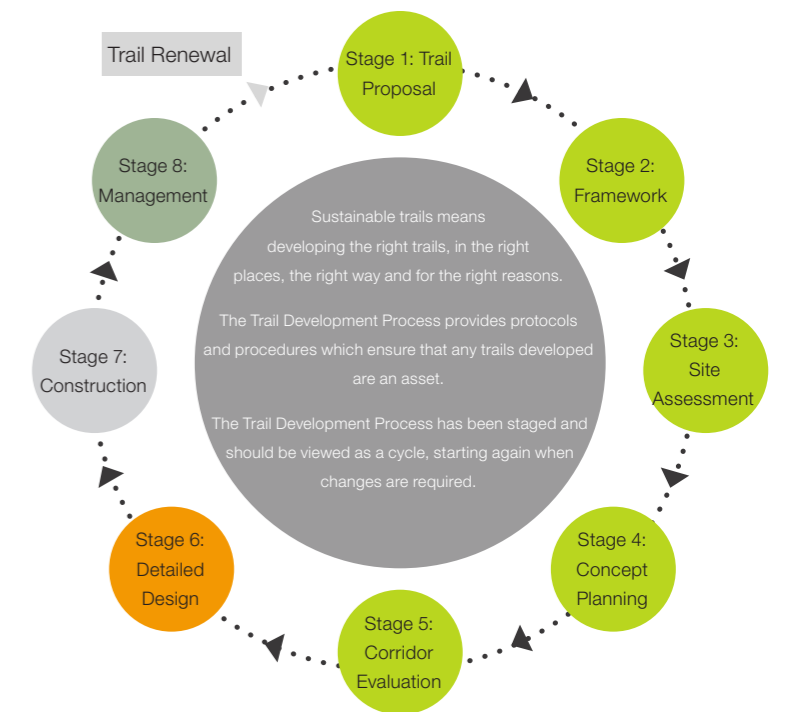 Trail Renewal
Stage 1: Trail
Proposal
Stage 2:
Framework
Stage 3:
Site
Assessment
Stage 4:
Concept
Planning
Stage 5:
Corridor
Evaluation
Stage 6:
Detailed
Design
Stage 7:
Construction
Stage 8:
Management
Sustainable trails means
developing the right trails, in the right
places, the right way and for the right reasons.
The Trail Development Process provides protocols
and procedures which ensure that any trails developed
are an asset.
The Trail Development Process has been staged and
should be viewed as a cycle, starting again when
changes are required.